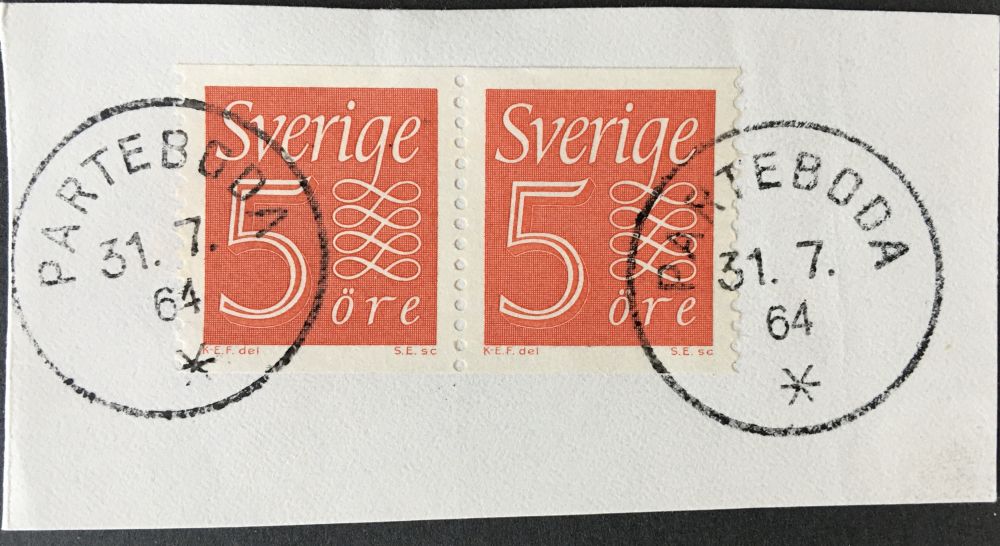 Sverige
5
öre
K-E.F. del
S.E. sc
Sverige
5
öre
K-E.F. del
S.E. sc
PARTEBODA
31. 7.
64
*
PARTEBODA
31. 7.
64
*